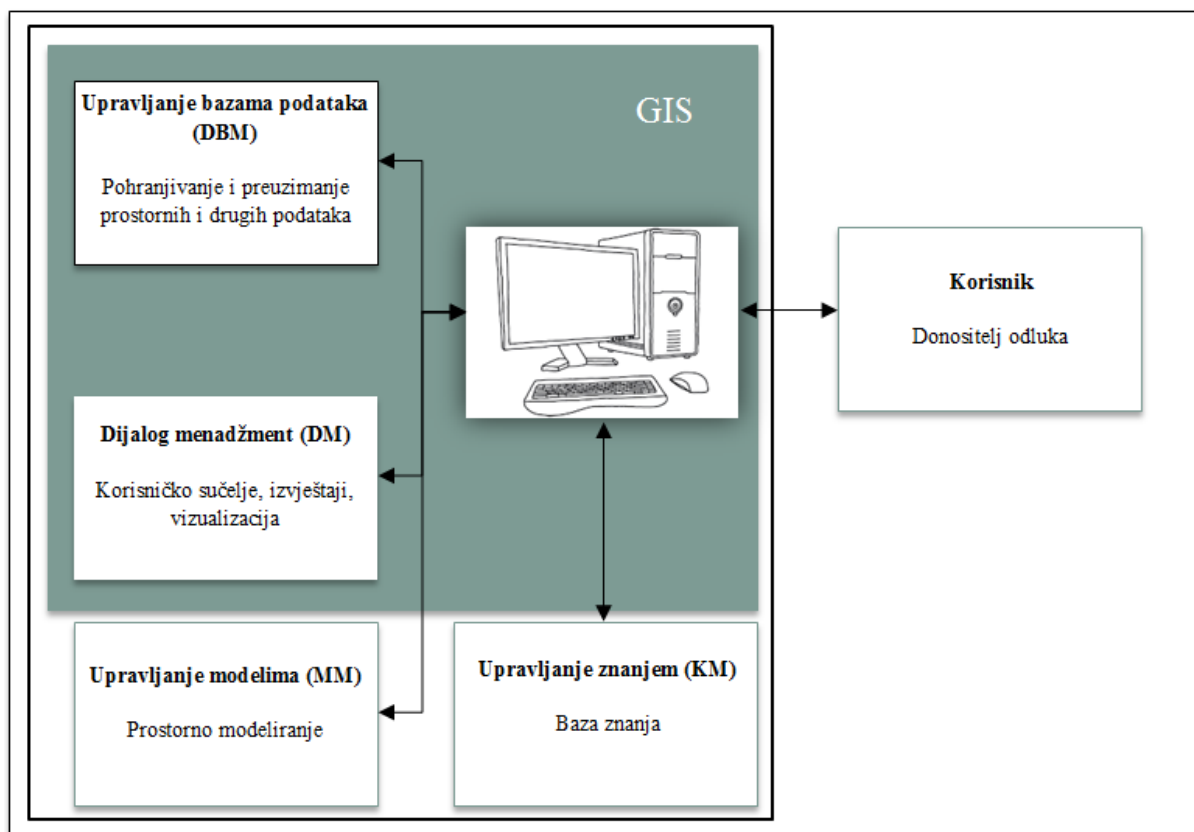 Upravljanje bazama podataka
(DBM)
Pohranjivanje i preuzimanje
prostornih i drugih podataka
GIS
Korisnik
Donositelj odluka
Dijalog menadžment (DM)
Korisničko sučelje, izvještaji,
vizualizacija
Upravljanje modelima (MM)
Prostorno modeliranje
Upravljanje znanjem (KM)
Baza znanja